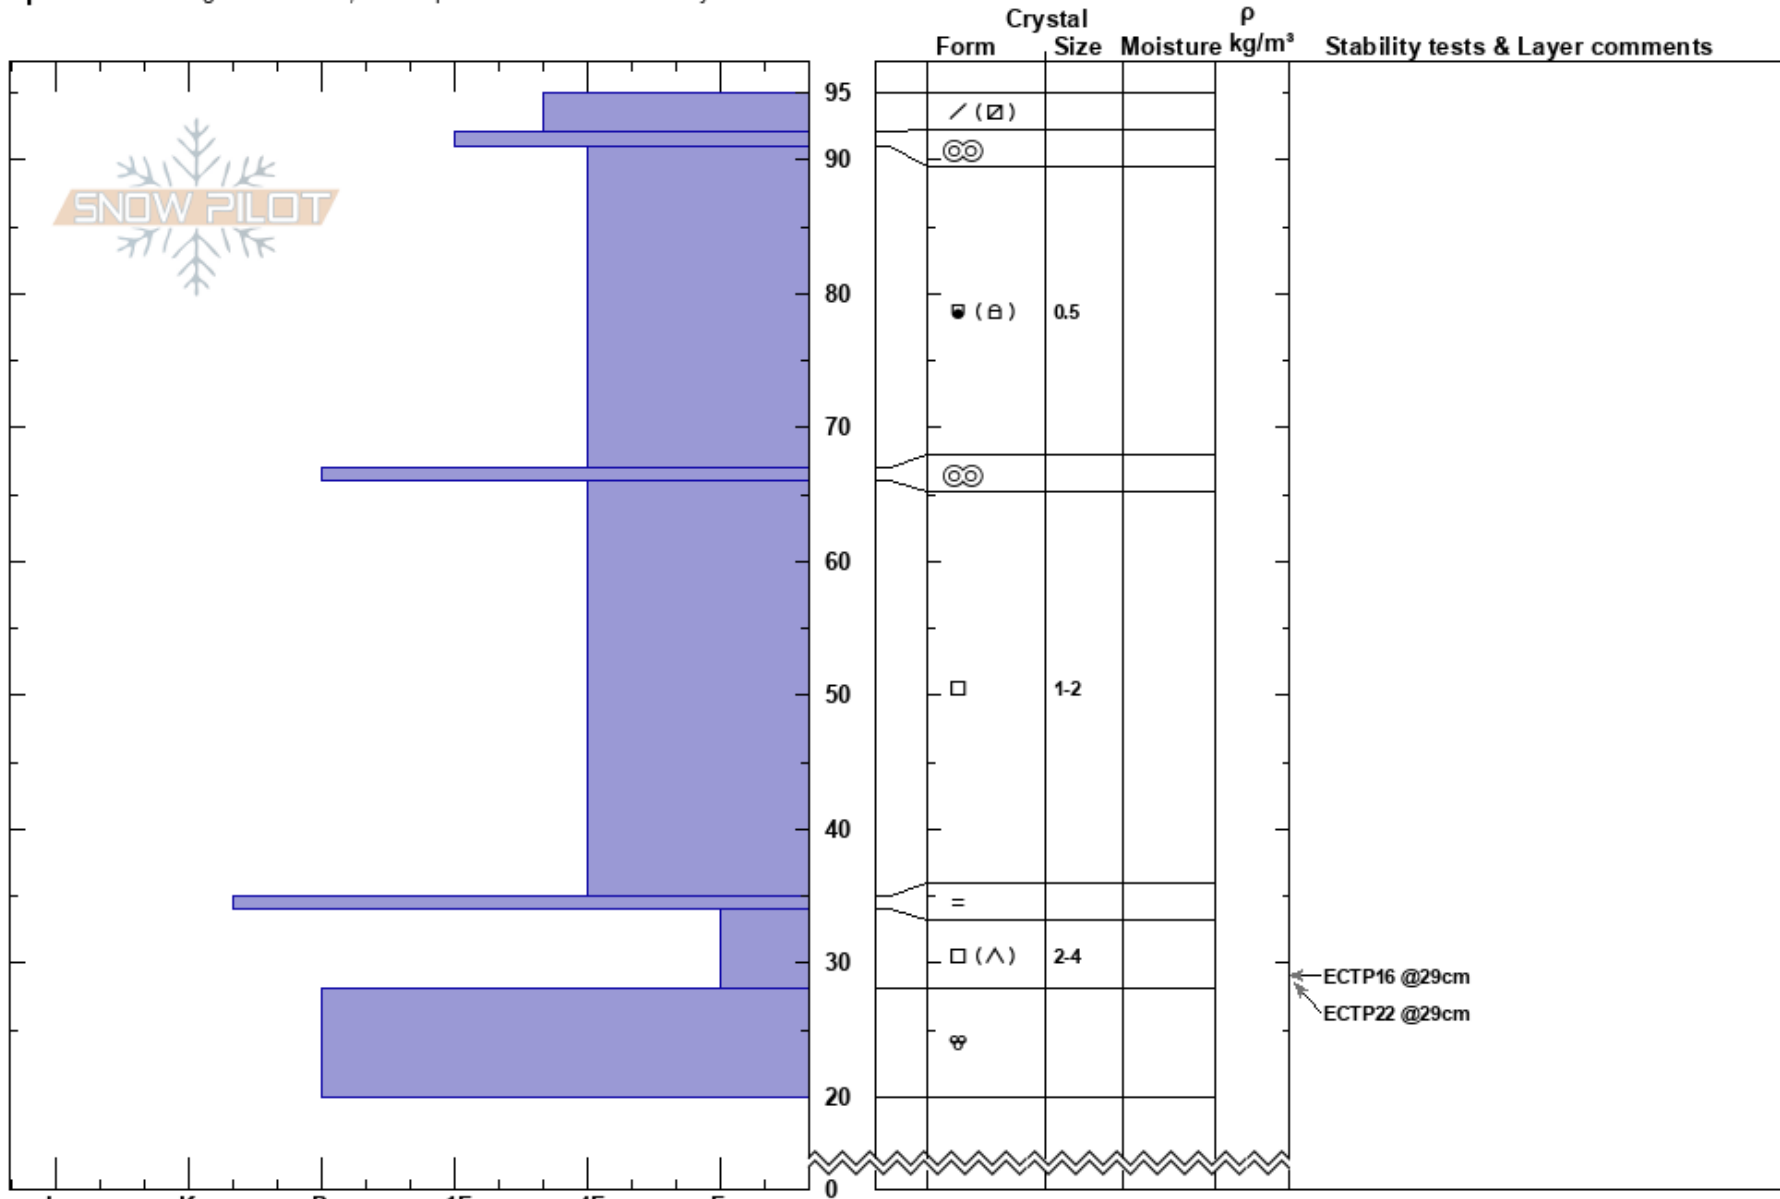 Crystal
ρ
Form Size Moisture kg/m³ Stability tests & Layer comments
95
/ ( )
90
SNOW PILOT
80
( ) 0.5
70
60
50
1-2
40
=
30
( ) 2-4
ECTP16 @29cm
ECTP22 @29cm
20
0